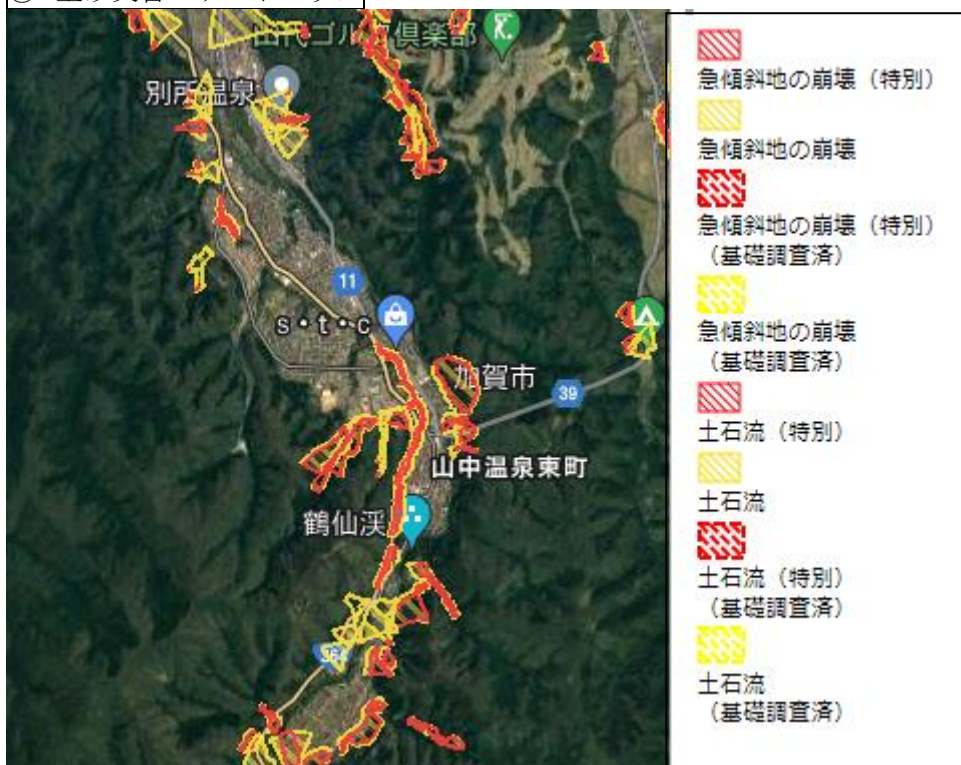 山代ゴルフ倶楽部
別所温泉
11
s・t・c
加賀市
39
山中温泉東町
鶴仙渓
急傾斜地の崩壊(特別)
急傾斜地の崩壊
急傾斜地の崩壊(特別)
(基礎調査済)
急傾斜地の崩壊
(基礎調査済)
土石流(特別)
土石流
土石流(特別)
(基礎調査済)
土石流
(基礎調査済)